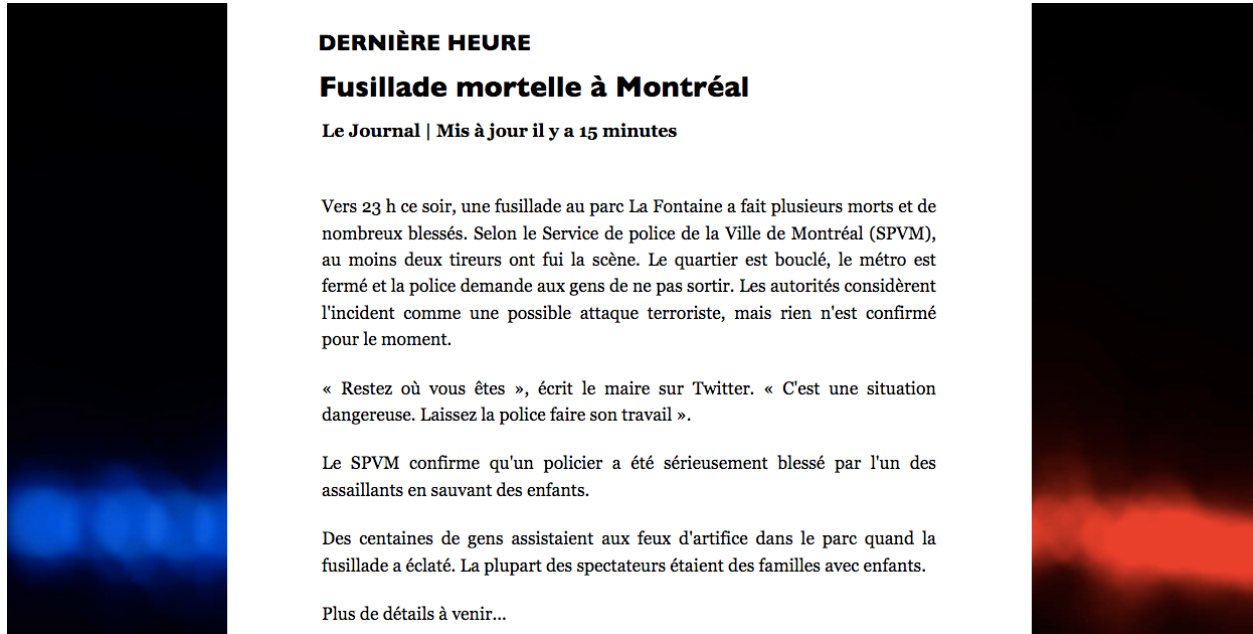 DERNIÈRE HEURE
Fusillade mortelle à Montréal
Le Journal | Mis à jour il y a 15 minutes
Vers 23 h ce soir, une fusillade au parc La Fontaine a fait plusieurs morts et de
nombreux blessés. Selon le Service de police de la Ville de Montréal (SPVM),
au moins deux tireurs ont fui la scène. Le quartier est bouclé, le métro est
fermé et la police demande aux gens de ne pas sortir. Les autorités considèrent
l'incident comme une possible attaque terroriste, mais rien n'est confirmé
pour le moment.
« Restez où vous êtes », écrit le maire sur Twitter. « C'est une situation
dangereuse. Laissez la police faire son travail ».
Le SPVM confirme qu'un policier a été sérieusement blessé par l'un des
assaillants en sauvant des enfants.
Des centaines de gens assistaient aux feux d'artifice dans le parc quand la
fusillade a éclaté. La plupart des spectateurs étaient des familles avec enfants.
Plus de détails à venir...